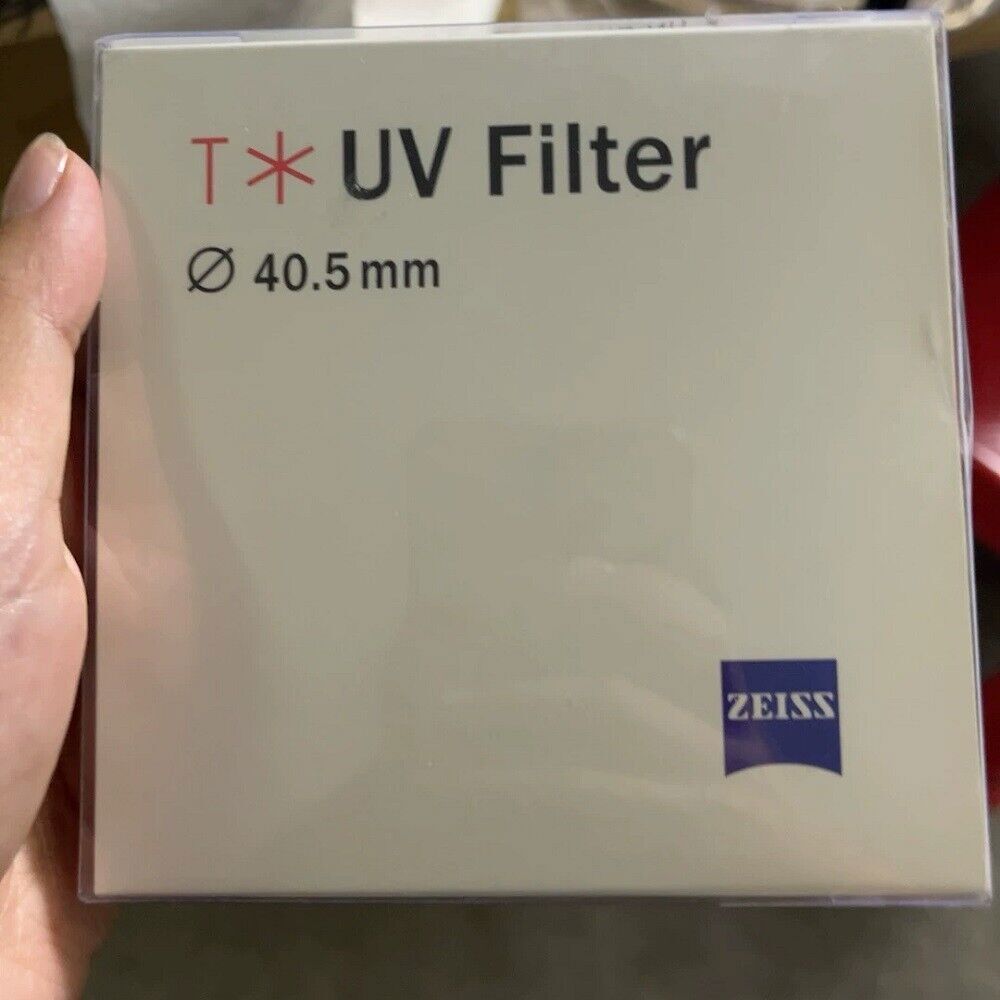 T* UV Filter
Ø 40.5 mm
ZEISS